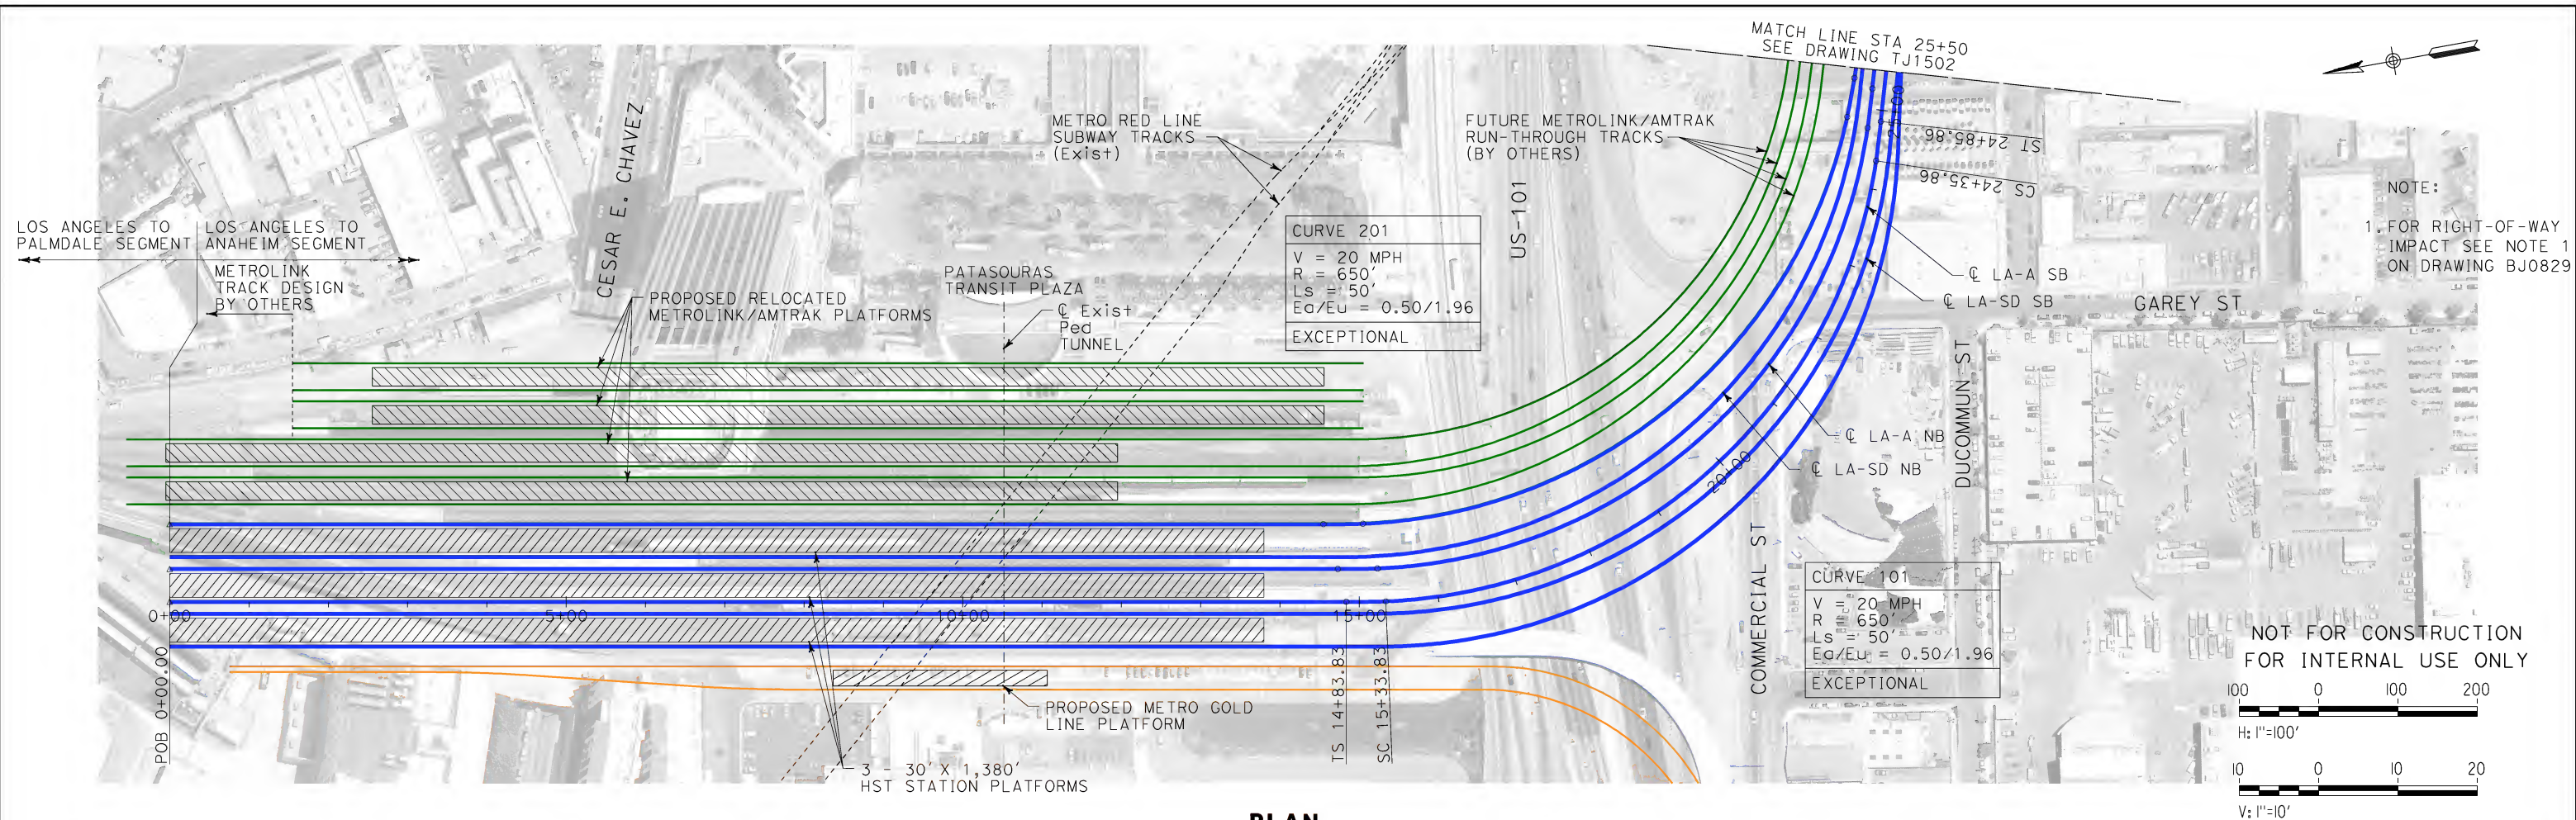 MATCH LINE STA 25+50
SEE DRAWING TJ1502
LOS ANGELES TO
PALMDALE SEGMENT
LOS ANGELES TO
ANAHEIM SEGMENT
METROLINK
TRACK DESIGN
BY OTHERS
CESAR E. CHAVEZ
PROPOSED RELOCATED
METROLINK/AMTRAK PLATFORMS
METRO RED LINE
SUBWAY TRACKS
(Exist)
PATASOURAS
TRANSIT PLAZA
℄ Exist
Ped
TUNNEL
CURVE 201
V = 20 MPH
R = 650'
Ls = 50'
Ea/Eu = 0.50/1.96
EXCEPTIONAL
FUTURE METROLINK/AMTRAK
RUN-THROUGH TRACKS
(BY OTHERS)
US-101
ST 24+85.86
CS 24+35.86
℄ LA-A SB
℄ LA-SD SB
GAREY ST
NOTE:
1. FOR RIGHT-OF-WAY
IMPACT SEE NOTE 1
ON DRAWING BJ0829
DUCOMMUN ST
℄ LA-A NB
℄ LA-SD NB
20+00
COMMERCIAL ST
CURVE 101
V = 20 MPH
R = 650'
Ls = 50'
Ea/Eu = 0.50/1.96
EXCEPTIONAL
0+00
5+00
10+00
15+00
POB 0+00.00
TS 14+83.83
SC 15+33.83
PROPOSED METRO GOLD
LINE PLATFORM
3 - 30' X 1,380'
HST STATION PLATFORMS
NOT FOR CONSTRUCTION
FOR INTERNAL USE ONLY
100 0 100 200
H: 1"=100'
10 0 10 20
V: 1"=10'
PLAN